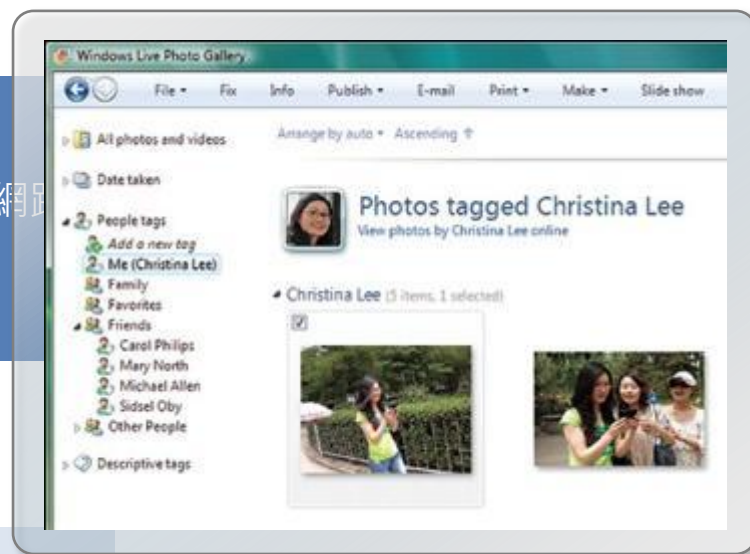 Windows Live Photo Gallery
File
Fix
Info
Publish
E-mail
Print
Make
Slide show
All photos and videos
Date taken
People tags
Add a new tag
Me (Christina Lee)
Family
Favorites
Friends
Carol Philips
Mary North
Michael Allen
Sidsel Oby
Other People
Descriptive tags
Arrange by auto
Ascending
Photos tagged Christina Lee
View photos by Christina Lee online
Christina Lee (5 items, 1 selected)
網